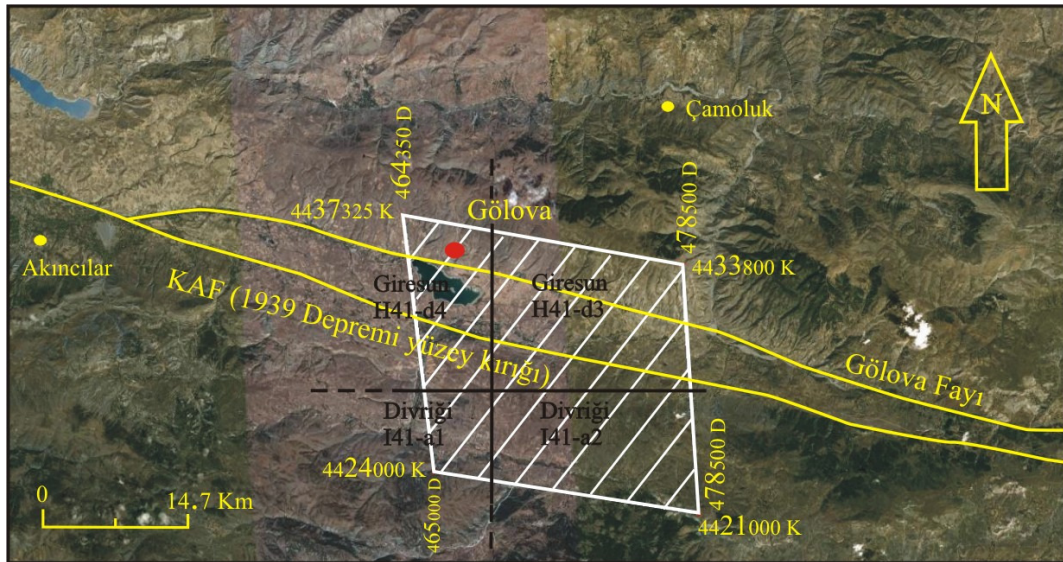 N
Çamoluk
464350 D
478500 D
4437325 K
Gölova
4433800 K
Akıncılar
Giresun
H41-d4
Giresun
H41-d3
KAF (1939 Depremi yüzey kırığı)
Gölova Fayı
Divriği
I41-a1
Divriği
I41-a2
4424000 K
465000 D
478500 D
4421000 K
0
14.7 Km